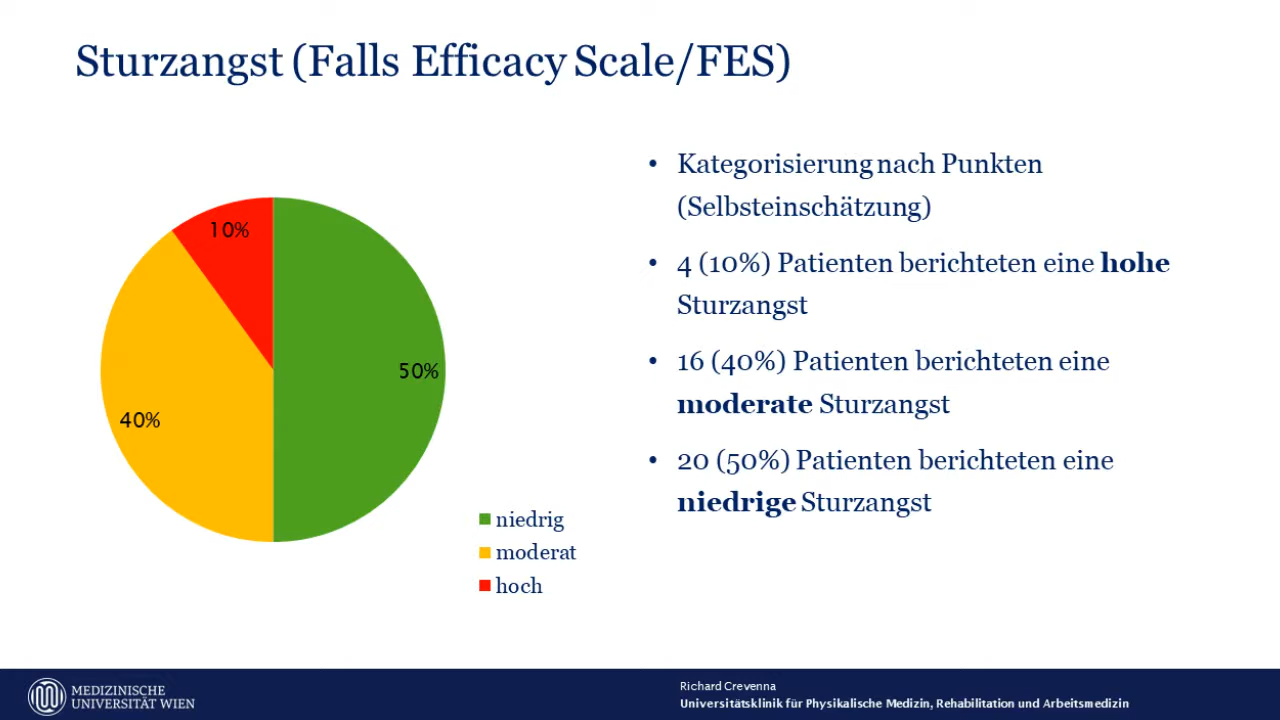 Sturzangst (Falls Efficacy Scale/FES)
10%
50%
40%
niedrig
moderat
hoch
• Kategorisierung nach Punkten
(Selbsteinschätzung)
• 4 (10%) Patienten berichteten eine hohe
Sturzangst
• 16 (40%) Patienten berichteten eine
moderate Sturzangst
• 20 (50%) Patienten berichteten eine
niedrige Sturzangst
MEDIZINISCHE
UNIVERSITÄT WIEN
Richard Crevenna
Universitätsklinik für Physikalische Medizin, Rehabilitation und Arbeitsmedizin